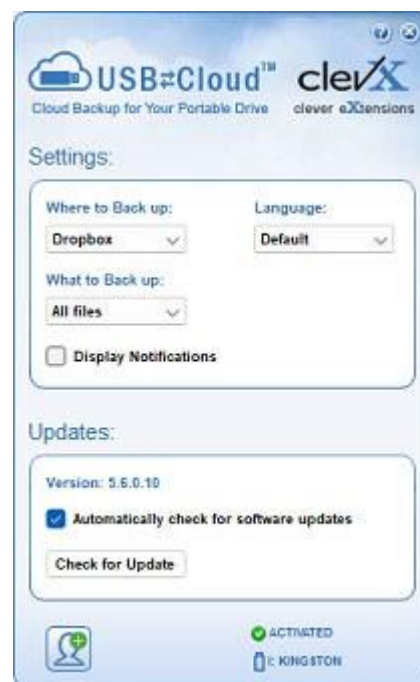 USB⇄Cloud™
clevX
Cloud Backup for Your Portable Drive
clever eXtensions
Settings:
Where to Back up:
Language:
Dropbox
Default
What to Back up:
All files
Display Notifications
Updates:
Version: 5.6.0.10
Automatically check for software updates
Check for Update
ACTIVATED
I: KINGSTON